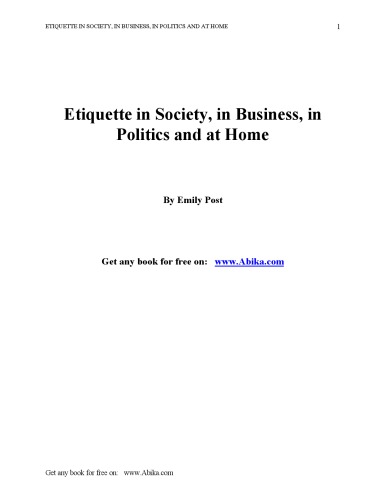 ETIQUETTE IN SOCIETY, IN BUSINESS, IN POLITICS AND AT HOME 1
Etiquette in Society, in Business, in
Politics and at Home
By Emily Post
Get any book for free on: www.Abika.com
Get any book for free on: www.Abika.com